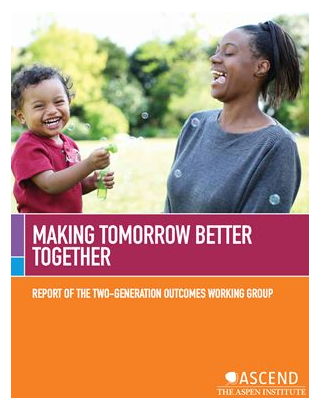 MAKING TOMORROW BETTER
TOGETHER
REPORT OF THE TWO-GENERATION OUTCOMES WORKING GROUP
ASCEND
THE ASPEN INSTITUTE